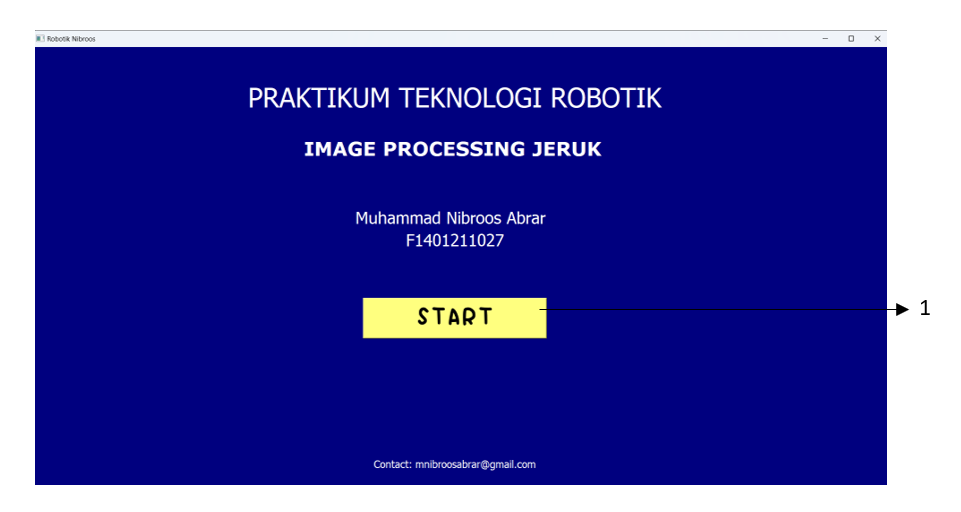 Robotik Nibroos
PRAKTIKUM TEKNOLOGI ROBOTIK
IMAGE PROCESSING JERUK
Muhammad Nibroos Abrar
F1401211027
START
1
Contact: mnibroosabrar@gmail.com